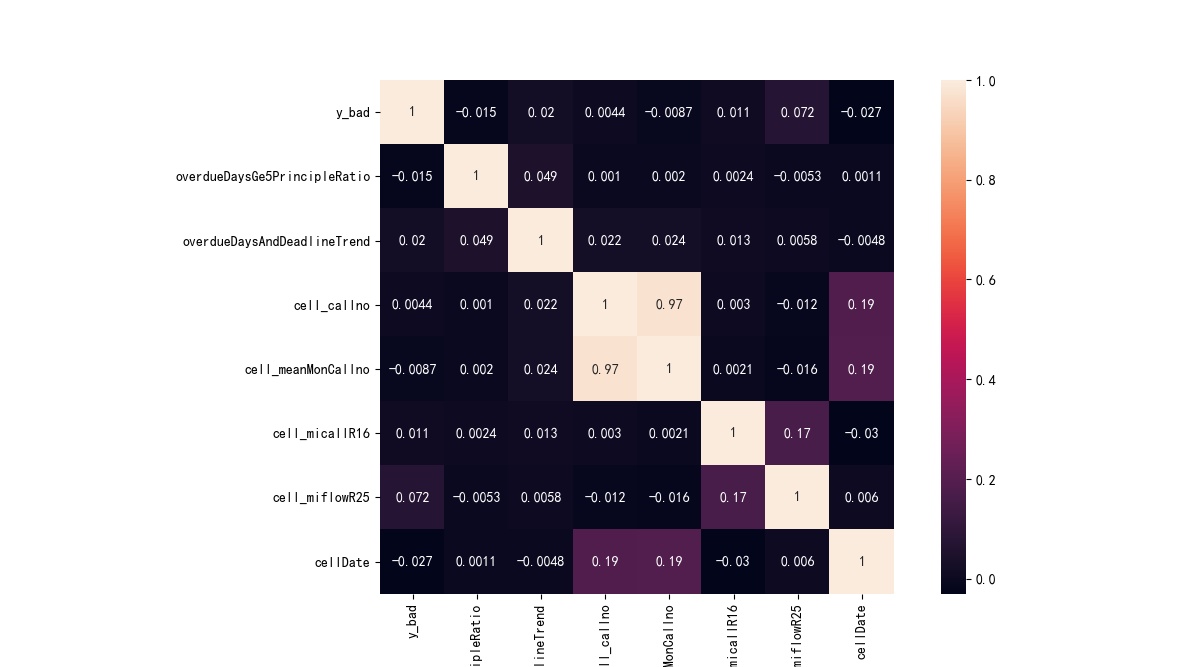 y_bad 1 -0.015 0.02 0.0044 -0.0087 0.011 0.072 -0.027
overdueDaysGe5PrincipleRatio -0.015 1 0.049 0.001 0.002 0.0024 -0.0053 0.0011
overdueDaysAndDeadlineTrend 0.02 0.049 1 0.022 0.024 0.013 0.0058 -0.0048
cell_callno 0.0044 0.001 0.022 1 0.97 0.003 -0.012 0.19
cell_meanMonCallno -0.0087 0.002 0.024 0.97 1 0.0021 -0.016 0.19
cell_micallR16 0.011 0.0024 0.013 0.003 0.0021 1 0.17 -0.03
cell_miflowR25 0.072 -0.0053 0.0058 -0.012 -0.016 0.17 1 0.006
cellDate -0.027 0.0011 -0.0048 0.19 0.19 -0.03 0.006 1
y_bad
ipleRatio
lineTrend
ll_callno
MonCallno
micallR16
miflowR25
cellDate
1.0
0.8
0.6
0.4
0.2
0.0